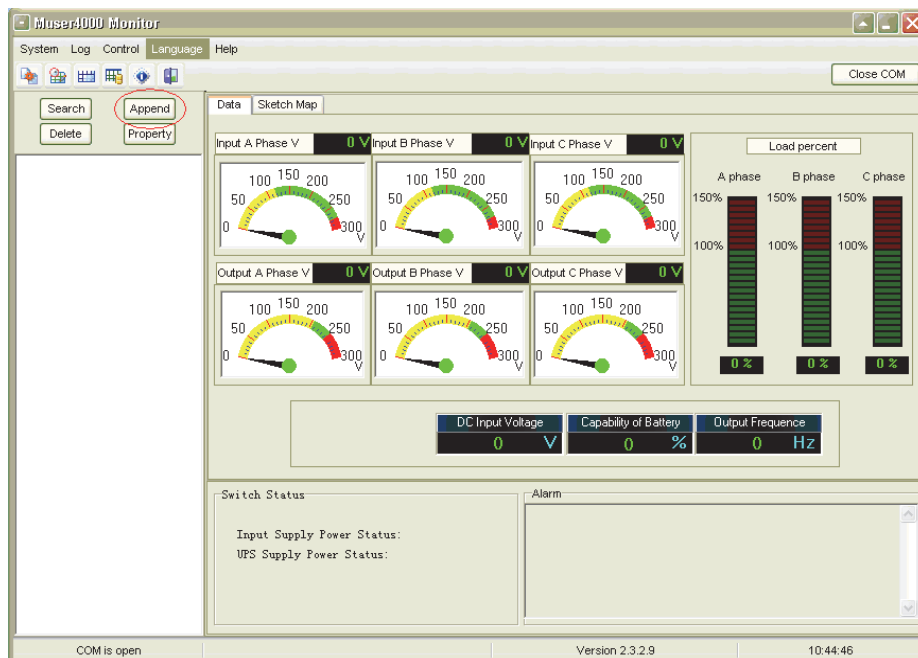 Muser4000 Monitor
System Log Control Language Help
Close COM
Search Append
Delete Property
Data Sketch Map
Input A Phase V 0 V Input B Phase V 0 V Input C Phase V 0 V
0 50 100 150 200 250 300 V
0 50 100 150 200 250 300 V
0 50 100 150 200 250 300 V
Output A Phase V 0 V Output B Phase V 0 V Output C Phase V 0 V
0 50 100 150 200 250 300 V
0 50 100 150 200 250 300 V
0 50 100 150 200 250 300 V
Load percent
A phase B phase C phase
150% 150% 150%
100% 100% 100%
0 % 0 % 0 %
DC Input Voltage Capability of Battery Output Frequence
0 V 0 % 0 Hz
Switch Status
Input Supply Power Status:
UPS Supply Power Status:
Alarm
COM is open Version 2.3.2.9 10:44:46